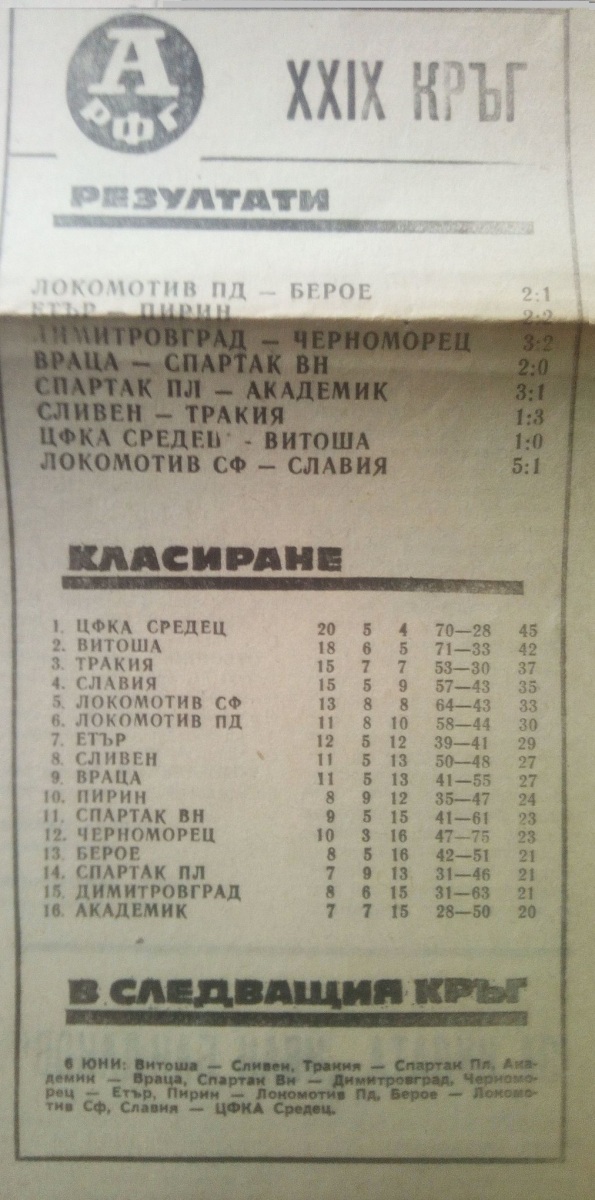 А
РФГ
XXIX КРЪГ
РЕЗУЛТАТИ
ЛОКОМОТИВ ПД — БЕРОЕ 2:1
ЕТЪР — ПИРИН 2:2
ДИМИТРОВГРАД — ЧЕРНОМОРЕЦ 3:2
ВРАЦА — СПАРТАК ВН 2:0
СПАРТАК ПЛ — АКАДЕМИК 3:1
СЛИВЕН — ТРАКИЯ 1:3
ЦФКА СРЕДЕЦ - ВИТОША 1:0
ЛОКОМОТИВ СФ — СЛАВИЯ 5:1
КЛАСИРАНЕ
1. ЦФКА СРЕДЕЦ 20 5 4 70—28 45
2. ВИТОША 18 6 5 71—33 42
3. ТРАКИЯ 15 7 7 53—30 37
4. СЛАВИЯ 15 5 9 57—43 35
5. ЛОКОМОТИВ СФ 13 8 8 64—43 33
6. ЛОКОМОТИВ ПД 11 8 10 58—44 30
7. ЕТЪР 12 5 12 39—41 29
8. СЛИВЕН 11 5 13 50—48 27
9. ВРАЦА 11 5 13 41—55 27
10. ПИРИН 8 9 12 35—47 24
11. СПАРТАК ВН 9 5 15 41—61 23
12. ЧЕРНОМОРЕЦ 10 3 16 47—75 23
13. БЕРОЕ 8 5 16 42—51 21
14. СПАРТАК ПЛ 7 9 13 31—46 21
15. ДИМИТРОВГРАД 8 6 15 31—63 21
16. АКАДЕМИК 7 7 15 28—50 20
В СЛЕДВАЩИЯ КРЪГ
6 ЮНИ: Витоша — Сливен, Тракия — Спартак Пл, Ака-
демик — Враца, Спартак Вн — Димитровград, Черномо-
рец — Етър, Пирин — Локомотив Пд, Берое — Локомо-
тив Сф, Славия — ЦФКА Средец.